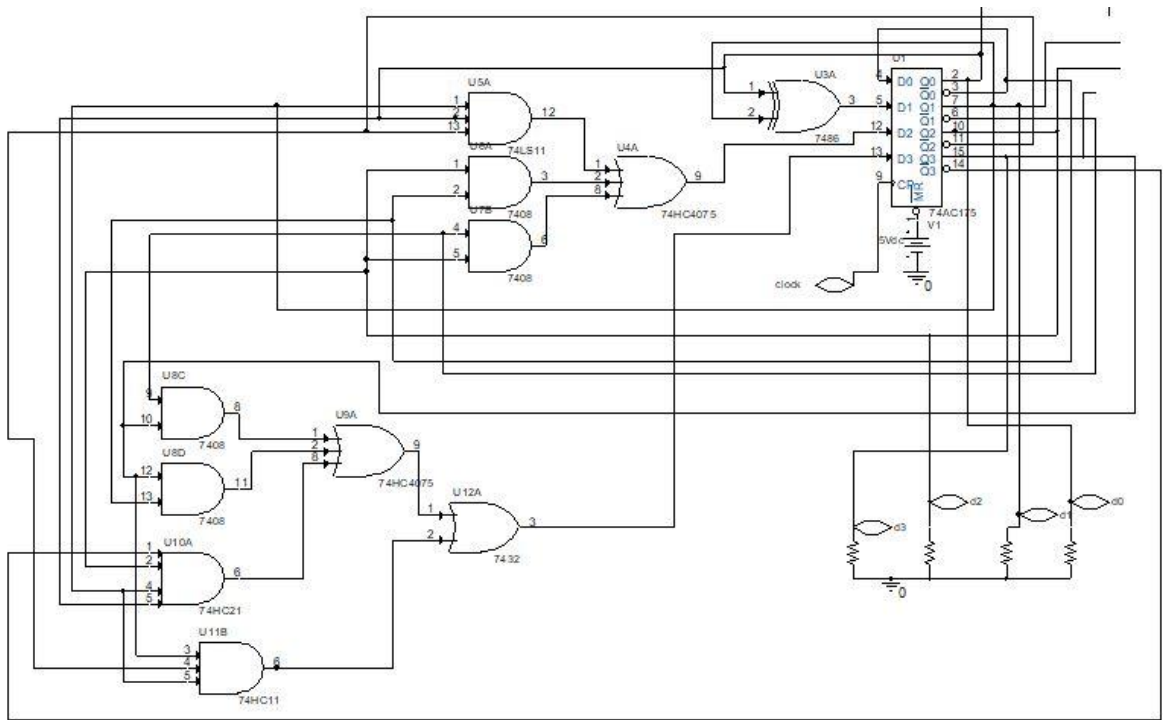 U1
U3A
4 D0 Q0 2
Q0 3
1
3 5 D1 Q1 7
2
Q1 6
7486
12 D2 Q2 10
Q2 11
13 D3 Q3 15
Q3 14
9 CP
MR
74AC175
1
V1
5Vdc
0
clock
U5A
1
2
13
12
74LS11
U6A
1
2
3
7408
U7B
4
5
6
7408
U4A
1
2
8
9
74HC4075
U8C
9
10
8
7408
U8D
12
13
11
7408
U9A
1
2
8
9
74HC4075
U12A
1
2
3
7432
U10A
1
2
4
5
6
74HC21
U11B
3
4
5
6
74HC11
d3
d2
d1
d0
0